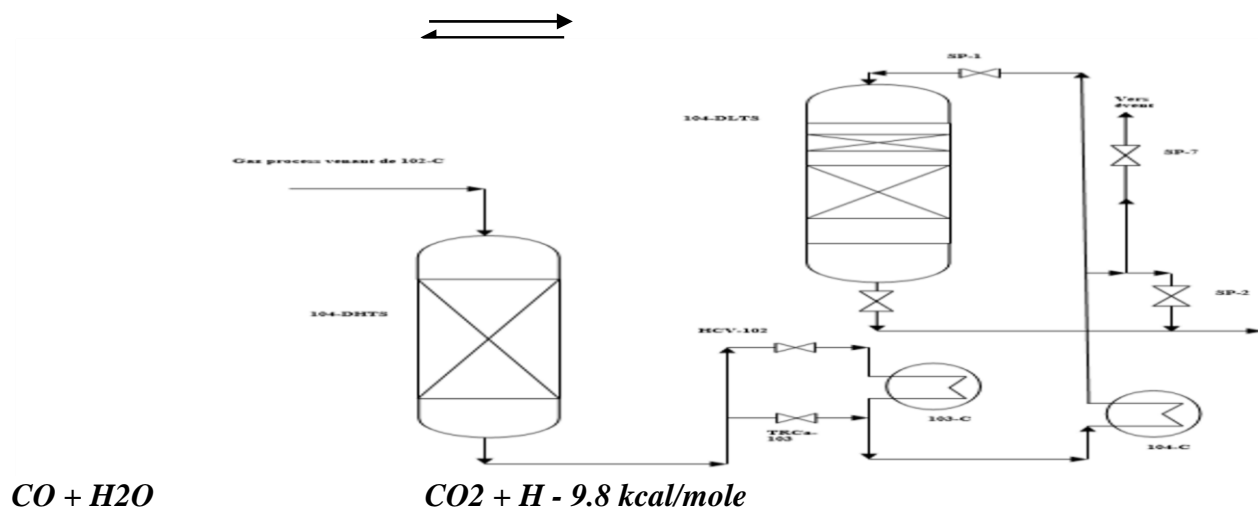 SP-1
Vers
évent
104-DLTS
SP-7
Gaz process venant de 102-C
SP-2
104-DHTS
HCV-102
103-C
TRCa-
103
104-C
CO + H2O CO2 + H - 9.8 kcal/mole